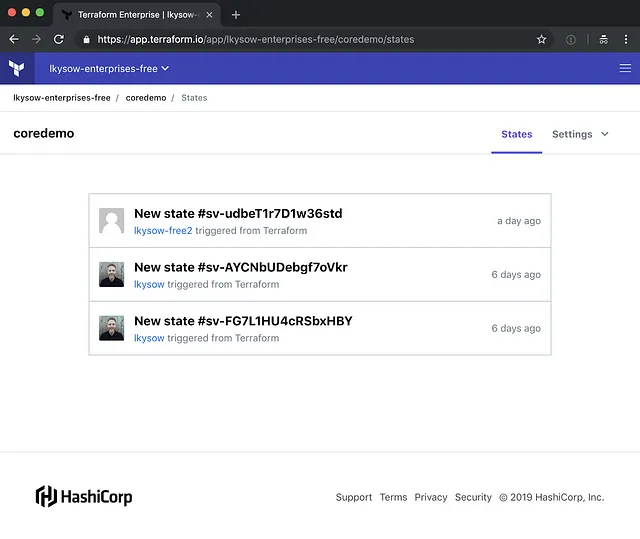 Terraform Enterprise | lkysow-e
https://app.terraform.io/app/lkysow-enterprises-free/coredemo/states
lkysow-enterprises-free
lkysow-enterprises-free / coredemo / States
coredemo
States
Settings
New state #sv-udbeT1r7D1w36std
lkysow-free2 triggered from Terraform
a day ago
New state #sv-AYCNbUDebgf7oVkr
lkysow triggered from Terraform
6 days ago
New state #sv-FG7L1HU4cRSbxHBY
lkysow triggered from Terraform
6 days ago
HashiCorp
Support Terms Privacy Security © 2019 HashiCorp, Inc.